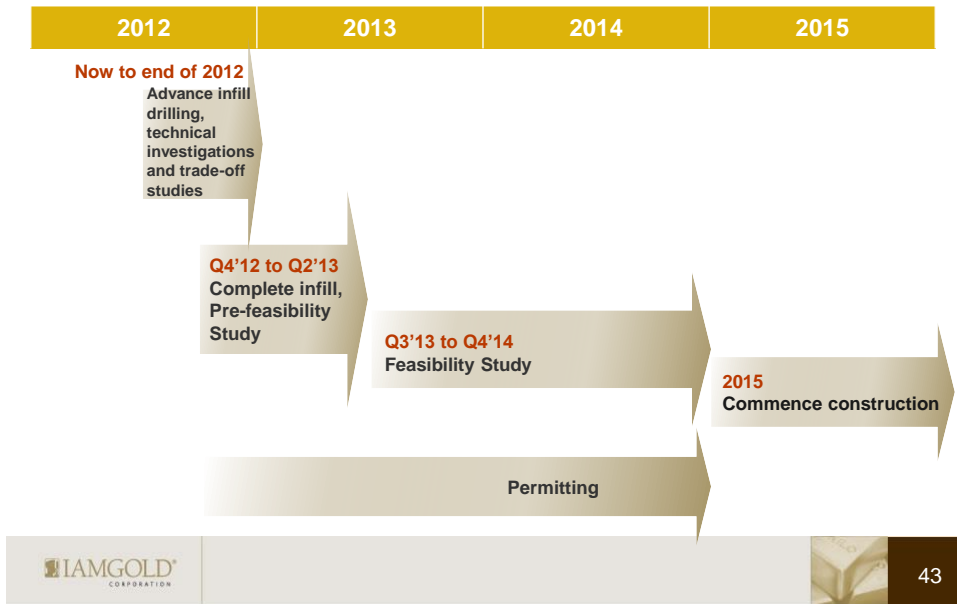 2012 2013 2014 2015
Now to end of 2012
Advance infill
drilling,
technical
investigations
and trade-off
studies
Q4’12 to Q2’13
Complete infill,
Pre-feasibility
Study
Q3’13 to Q4’14
Feasibility Study
2015
Commence construction
Permitting
IAMGOLD®
CORPORATION
43